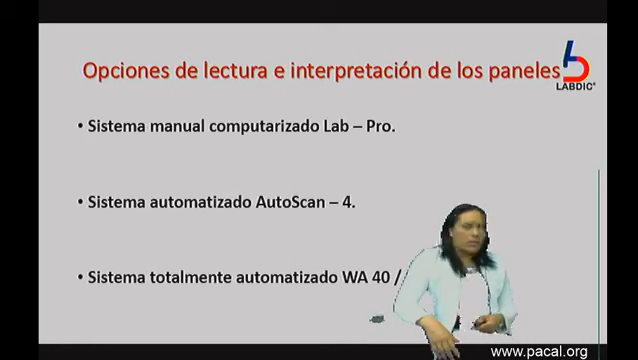 Opciones de lectura e interpretación de los paneles
LABDIC®
• Sistema manual computarizado Lab – Pro.
• Sistema automatizado AutoScan – 4.
• Sistema totalmente automatizado WA 40 /
www.pacal.org